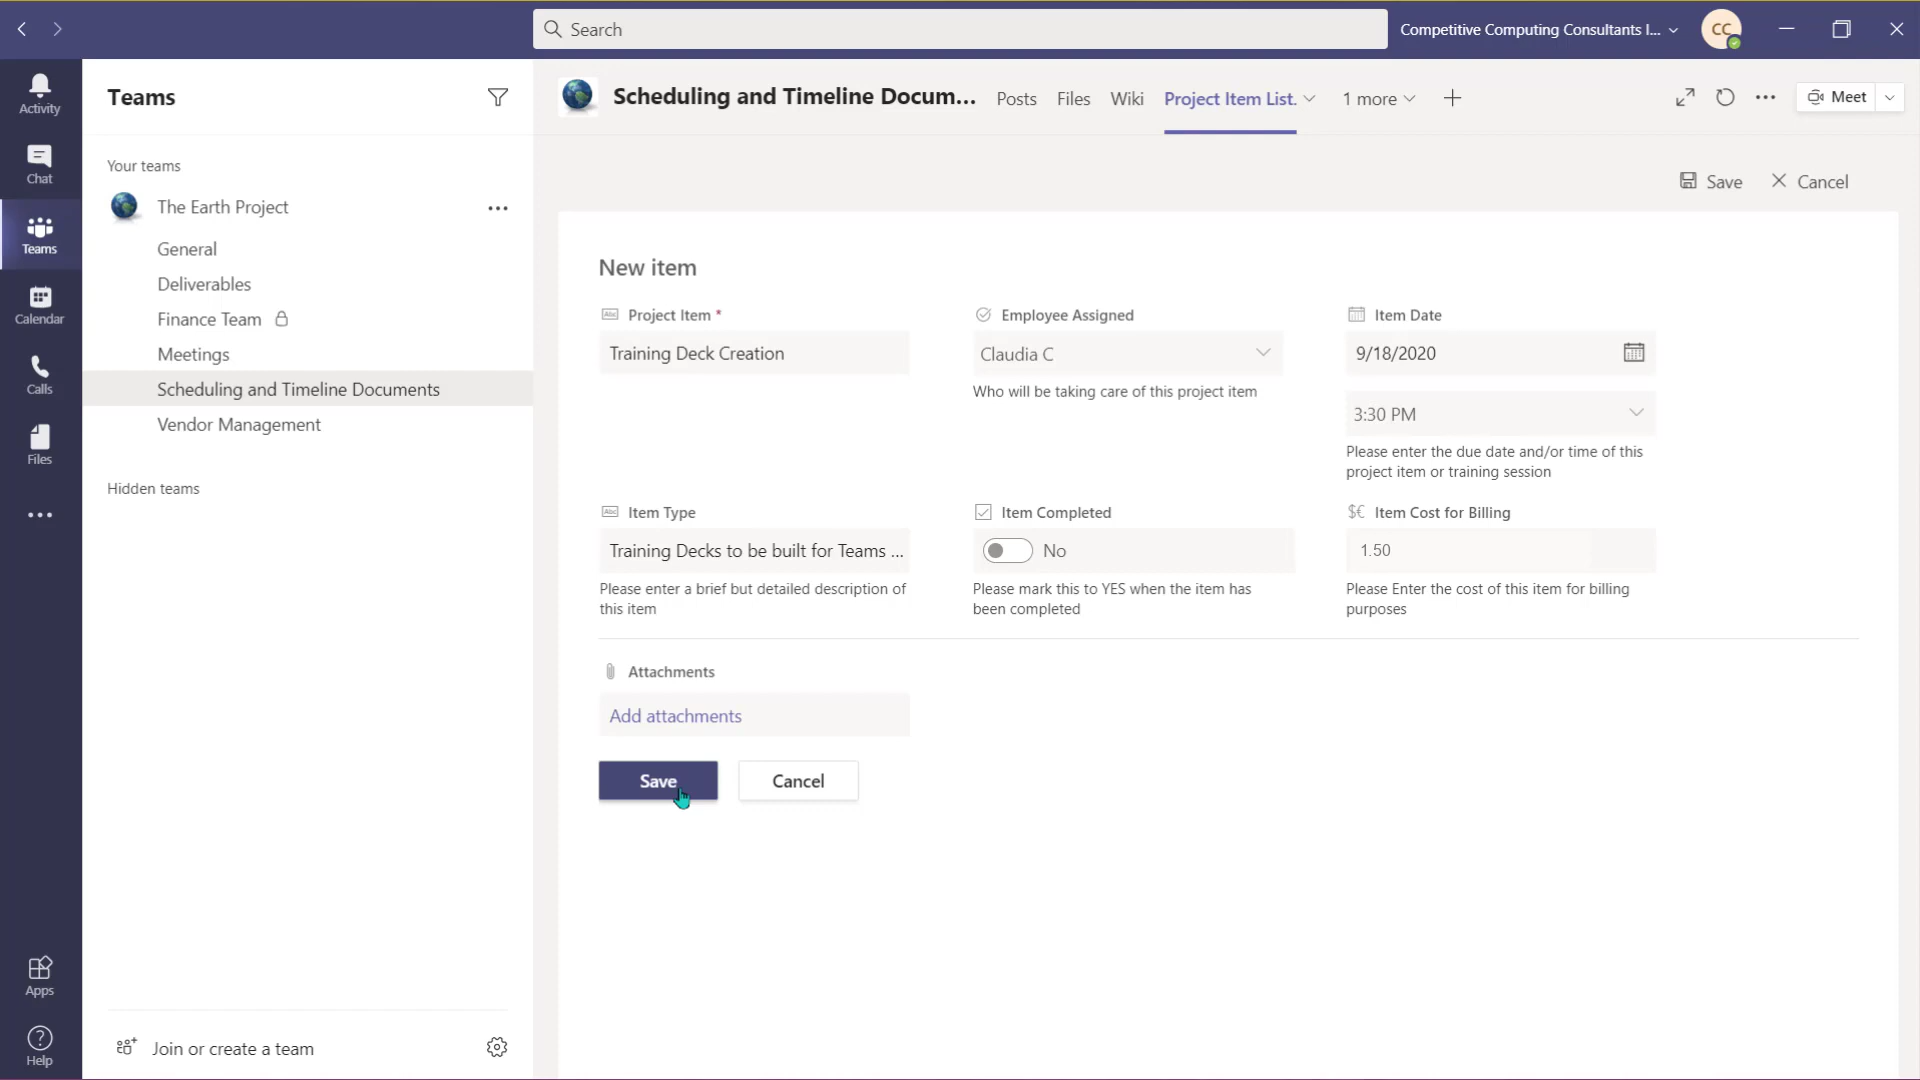 Search
Competitive Computing Consultants I...
CC
Activity
Chat
Teams
Calendar
Calls
Files
Apps
Help
Teams
Your teams
The Earth Project
General
Deliverables
Finance Team
Meetings
Scheduling and Timeline Documents
Vendor Management
Hidden teams
Join or create a team
Scheduling and Timeline Docum... Posts Files Wiki Project Item List. 1 more
Meet
Save Cancel
New item
Abc Project Item * Employee Assigned Item Date
Training Deck Creation Claudia C 9/18/2020
Who will be taking care of this project item
3:30 PM
Please enter the due date and/or time of this
project item or training session
Abc Item Type Item Completed $€ Item Cost for Billing
Training Decks to be built for Teams ... No 1.50
Please enter a brief but detailed description of
this item
Please mark this to YES when the item has
been completed
Please Enter the cost of this item for billing
purposes
Attachments
Add attachments
Save Cancel